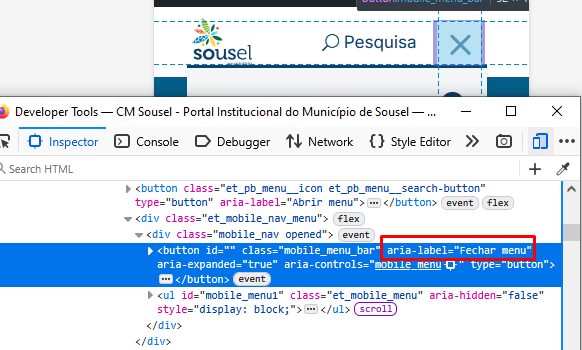 button.mobile_menu_bar
sousel
Pesquisa
Developer Tools — CM Sousel - Portal Institucional do Município de Sousel — ...
Inspector Console Debugger Network Style Editor
Search HTML
<button class="et_pb_menu__icon et_pb_menu__search-button"
type="button" aria-label="Abrir menu">⋯</button> event flex
<div class="et_mobile_nav_menu"> flex
<div class="mobile_nav opened"> event
<button id="" class="mobile_menu_bar" aria-label="Fechar menu"
aria-expanded="true" aria-controls="mobile_menu" type="button">
⋯</button> event
<ul id="mobile_menu1" class="et_mobile_menu" aria-hidden="false"
style="display: block;">⋯</ul> scroll
</div>
</div>